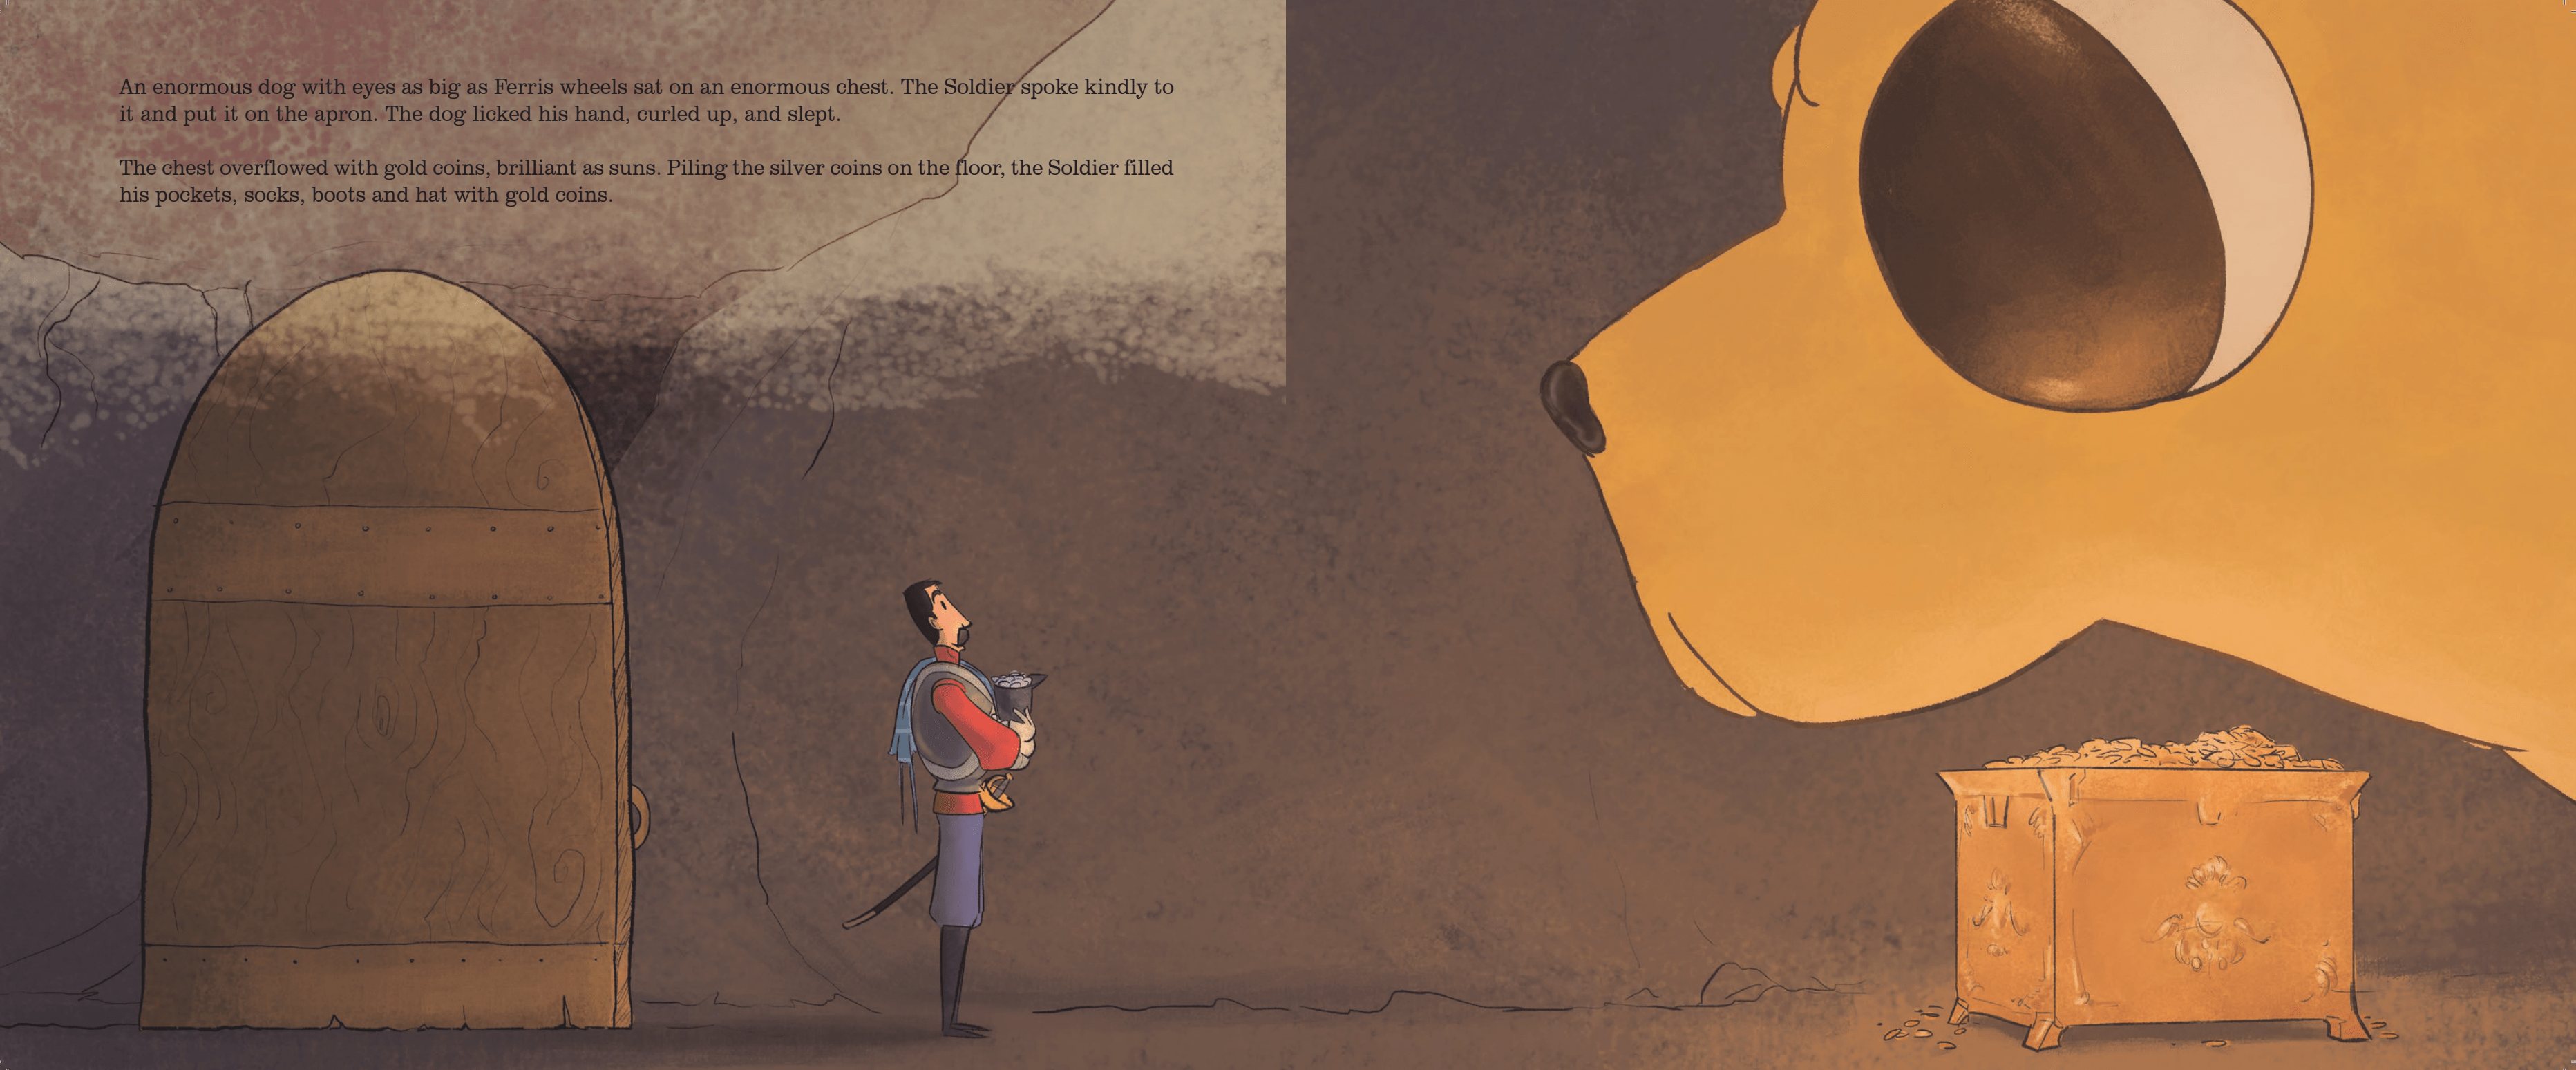 An enormous dog with eyes as big as Ferris wheels sat on an enormous chest. The Soldier spoke kindly to
it and put it on the apron. The dog licked his hand, curled up, and slept.
The chest overflowed with gold coins, brilliant as suns. Piling the silver coins on the floor, the Soldier filled
his pockets, socks, boots and hat with gold coins.